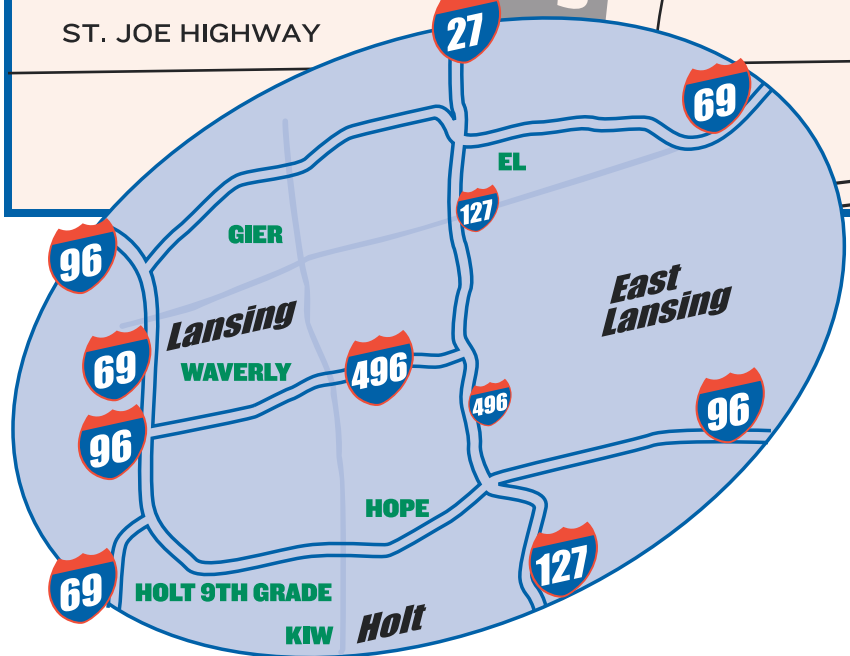 ST. JOE HIGHWAY
27
69
EL
127
GIER
96
East
Lansing
Lansing
69
WAVERLY
496
496
96
96
HOPE
127
69
HOLT 9TH GRADE
Holt
KIW